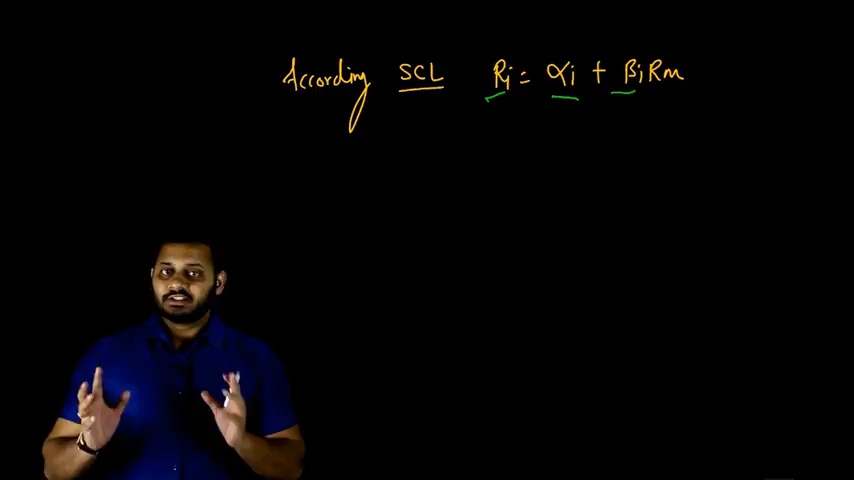 According SCL Ri = αi + βiRm